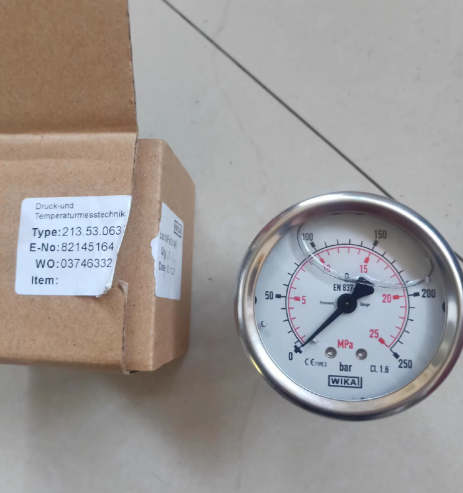 Druck-und
Temperaturmesstechnik
Type:213.53.063
E-No:82145164
WO:03746332
Item:
WIKA
100
150
10
15
EN 837
50
5
20
200
25
MPa
0
bar
250
CL 1.6
WIKA